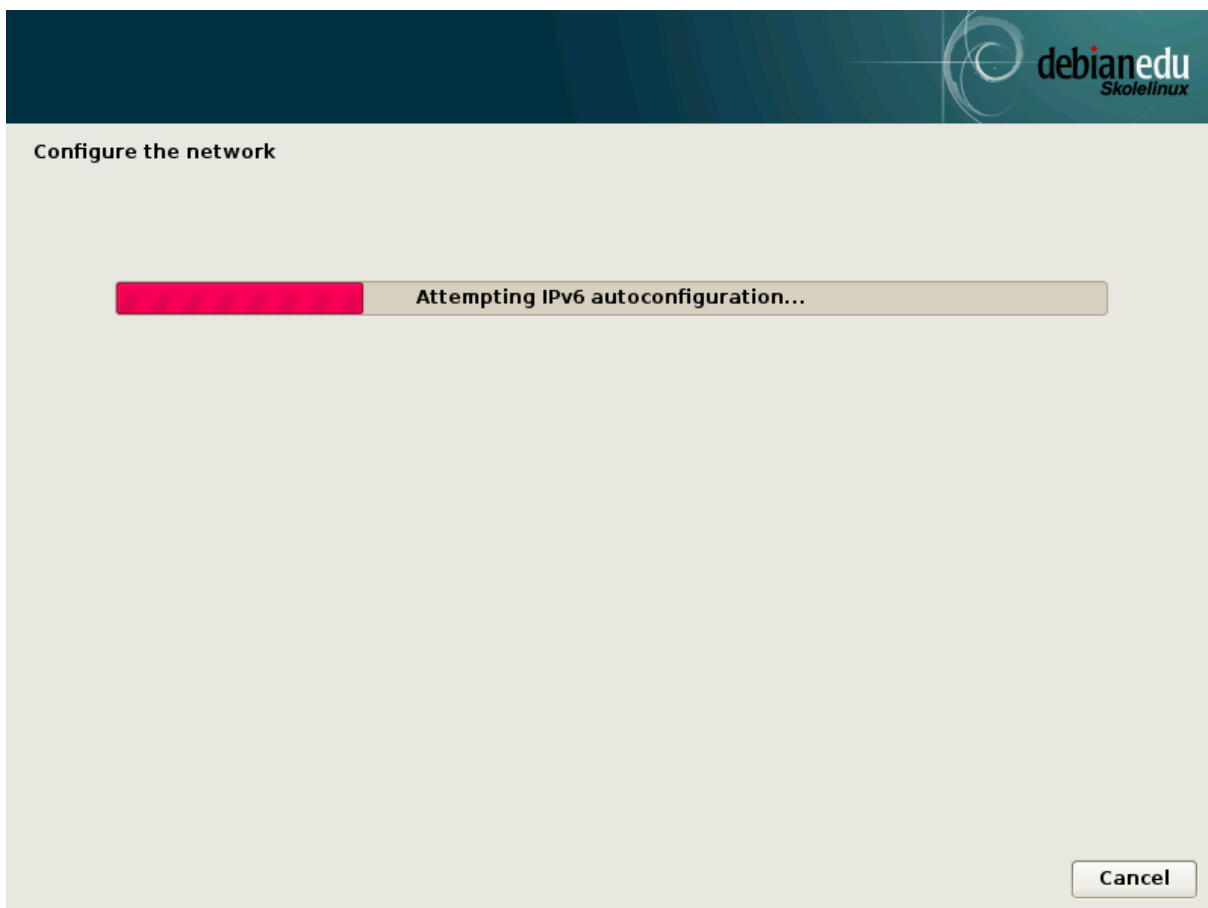 debianedu
Skolelinux
Configure the network
Attempting IPv6 autoconfiguration...
Cancel